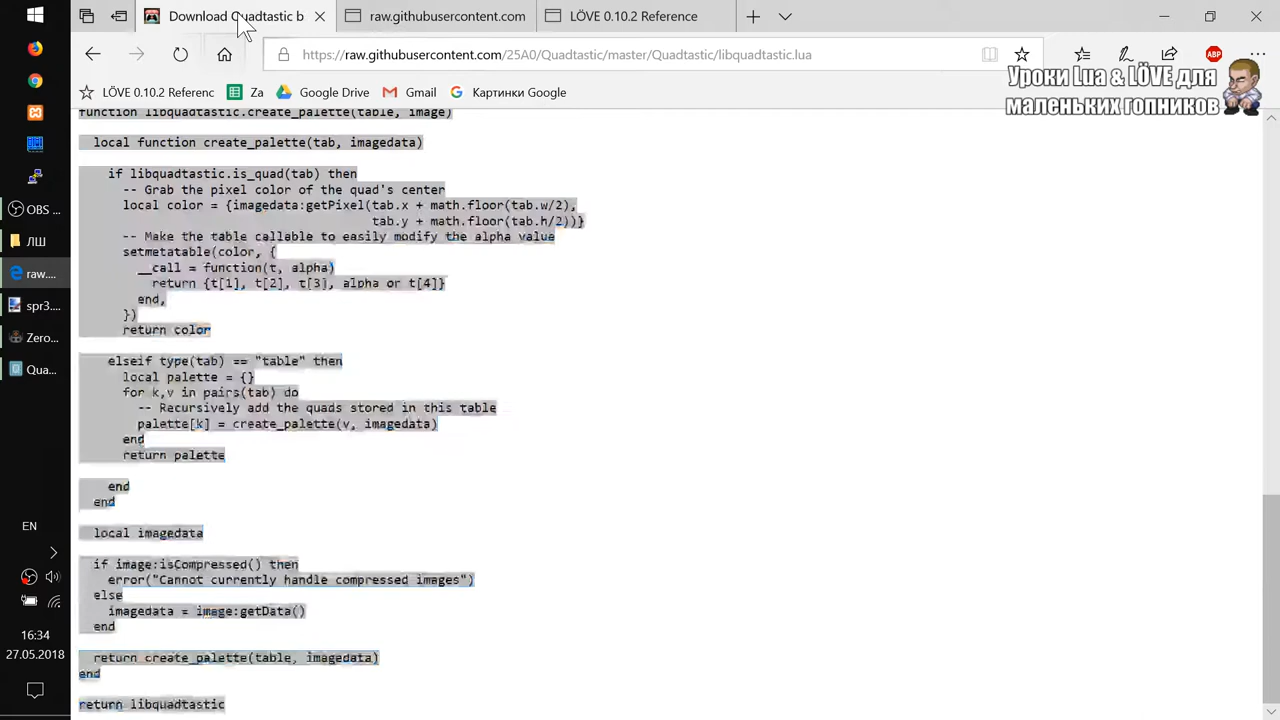 Download Quadtastic b
raw.githubusercontent.com
LÖVE 0.10.2 Reference
https://raw.githubusercontent.com/25A0/Quadtastic/master/Quadtastic/libquadtastic.lua
ABP
LÖVE 0.10.2 Referenc
Za
Google Drive
Gmail
Картинки Google
Уроки Lua & LÖVE для
маленьких гопников
OBS ...
ЛШ
raw....
spr3....
Zero...
Qua...
EN
16:34
27.05.2018
function libquadtastic.create_palette(table, image)
local function create_palette(tab, imagedata)
if libquadtastic.is_quad(tab) then
-- Grab the pixel color of the quad's center
local color = {imagedata:getPixel(tab.x + math.floor(tab.w/2),
tab.y + math.floor(tab.h/2))}
-- Make the table callable to easily modify the alpha value
setmetatable(color, {
__call = function(t, alpha)
return {t[1], t[2], t[3], alpha or t[4]}
end,
})
return color
elseif type(tab) == "table" then
local palette = {}
for k,v in pairs(tab) do
-- Recursively add the quads stored in this table
palette[k] = create_palette(v, imagedata)
end
return palette
end
end
local imagedata
if image:isCompressed() then
error("Cannot currently handle compressed images")
else
imagedata = image:getData()
end
return create_palette(table, imagedata)
end
return libquadtastic